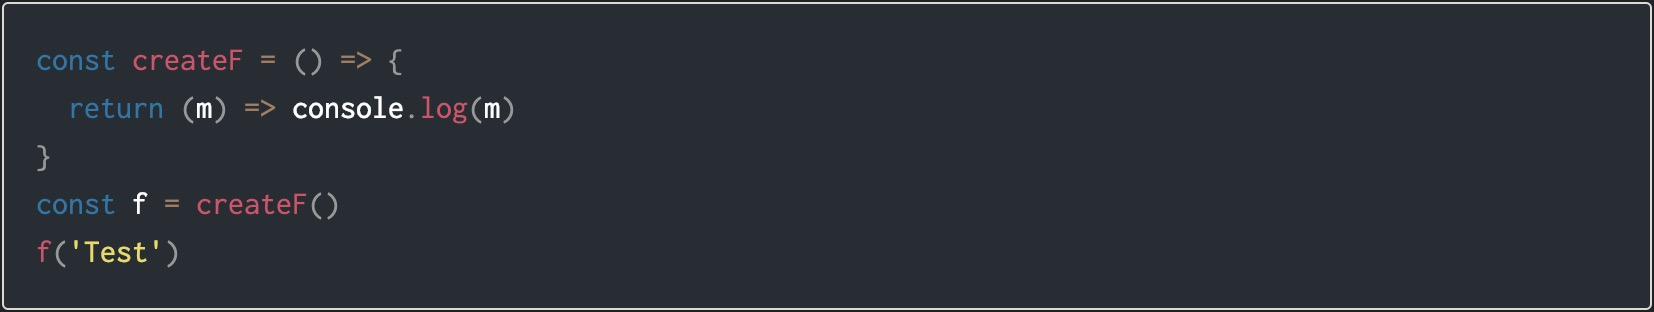 const createF = () => {
  return (m) => console.log(m)
}
const f = createF()
f('Test')